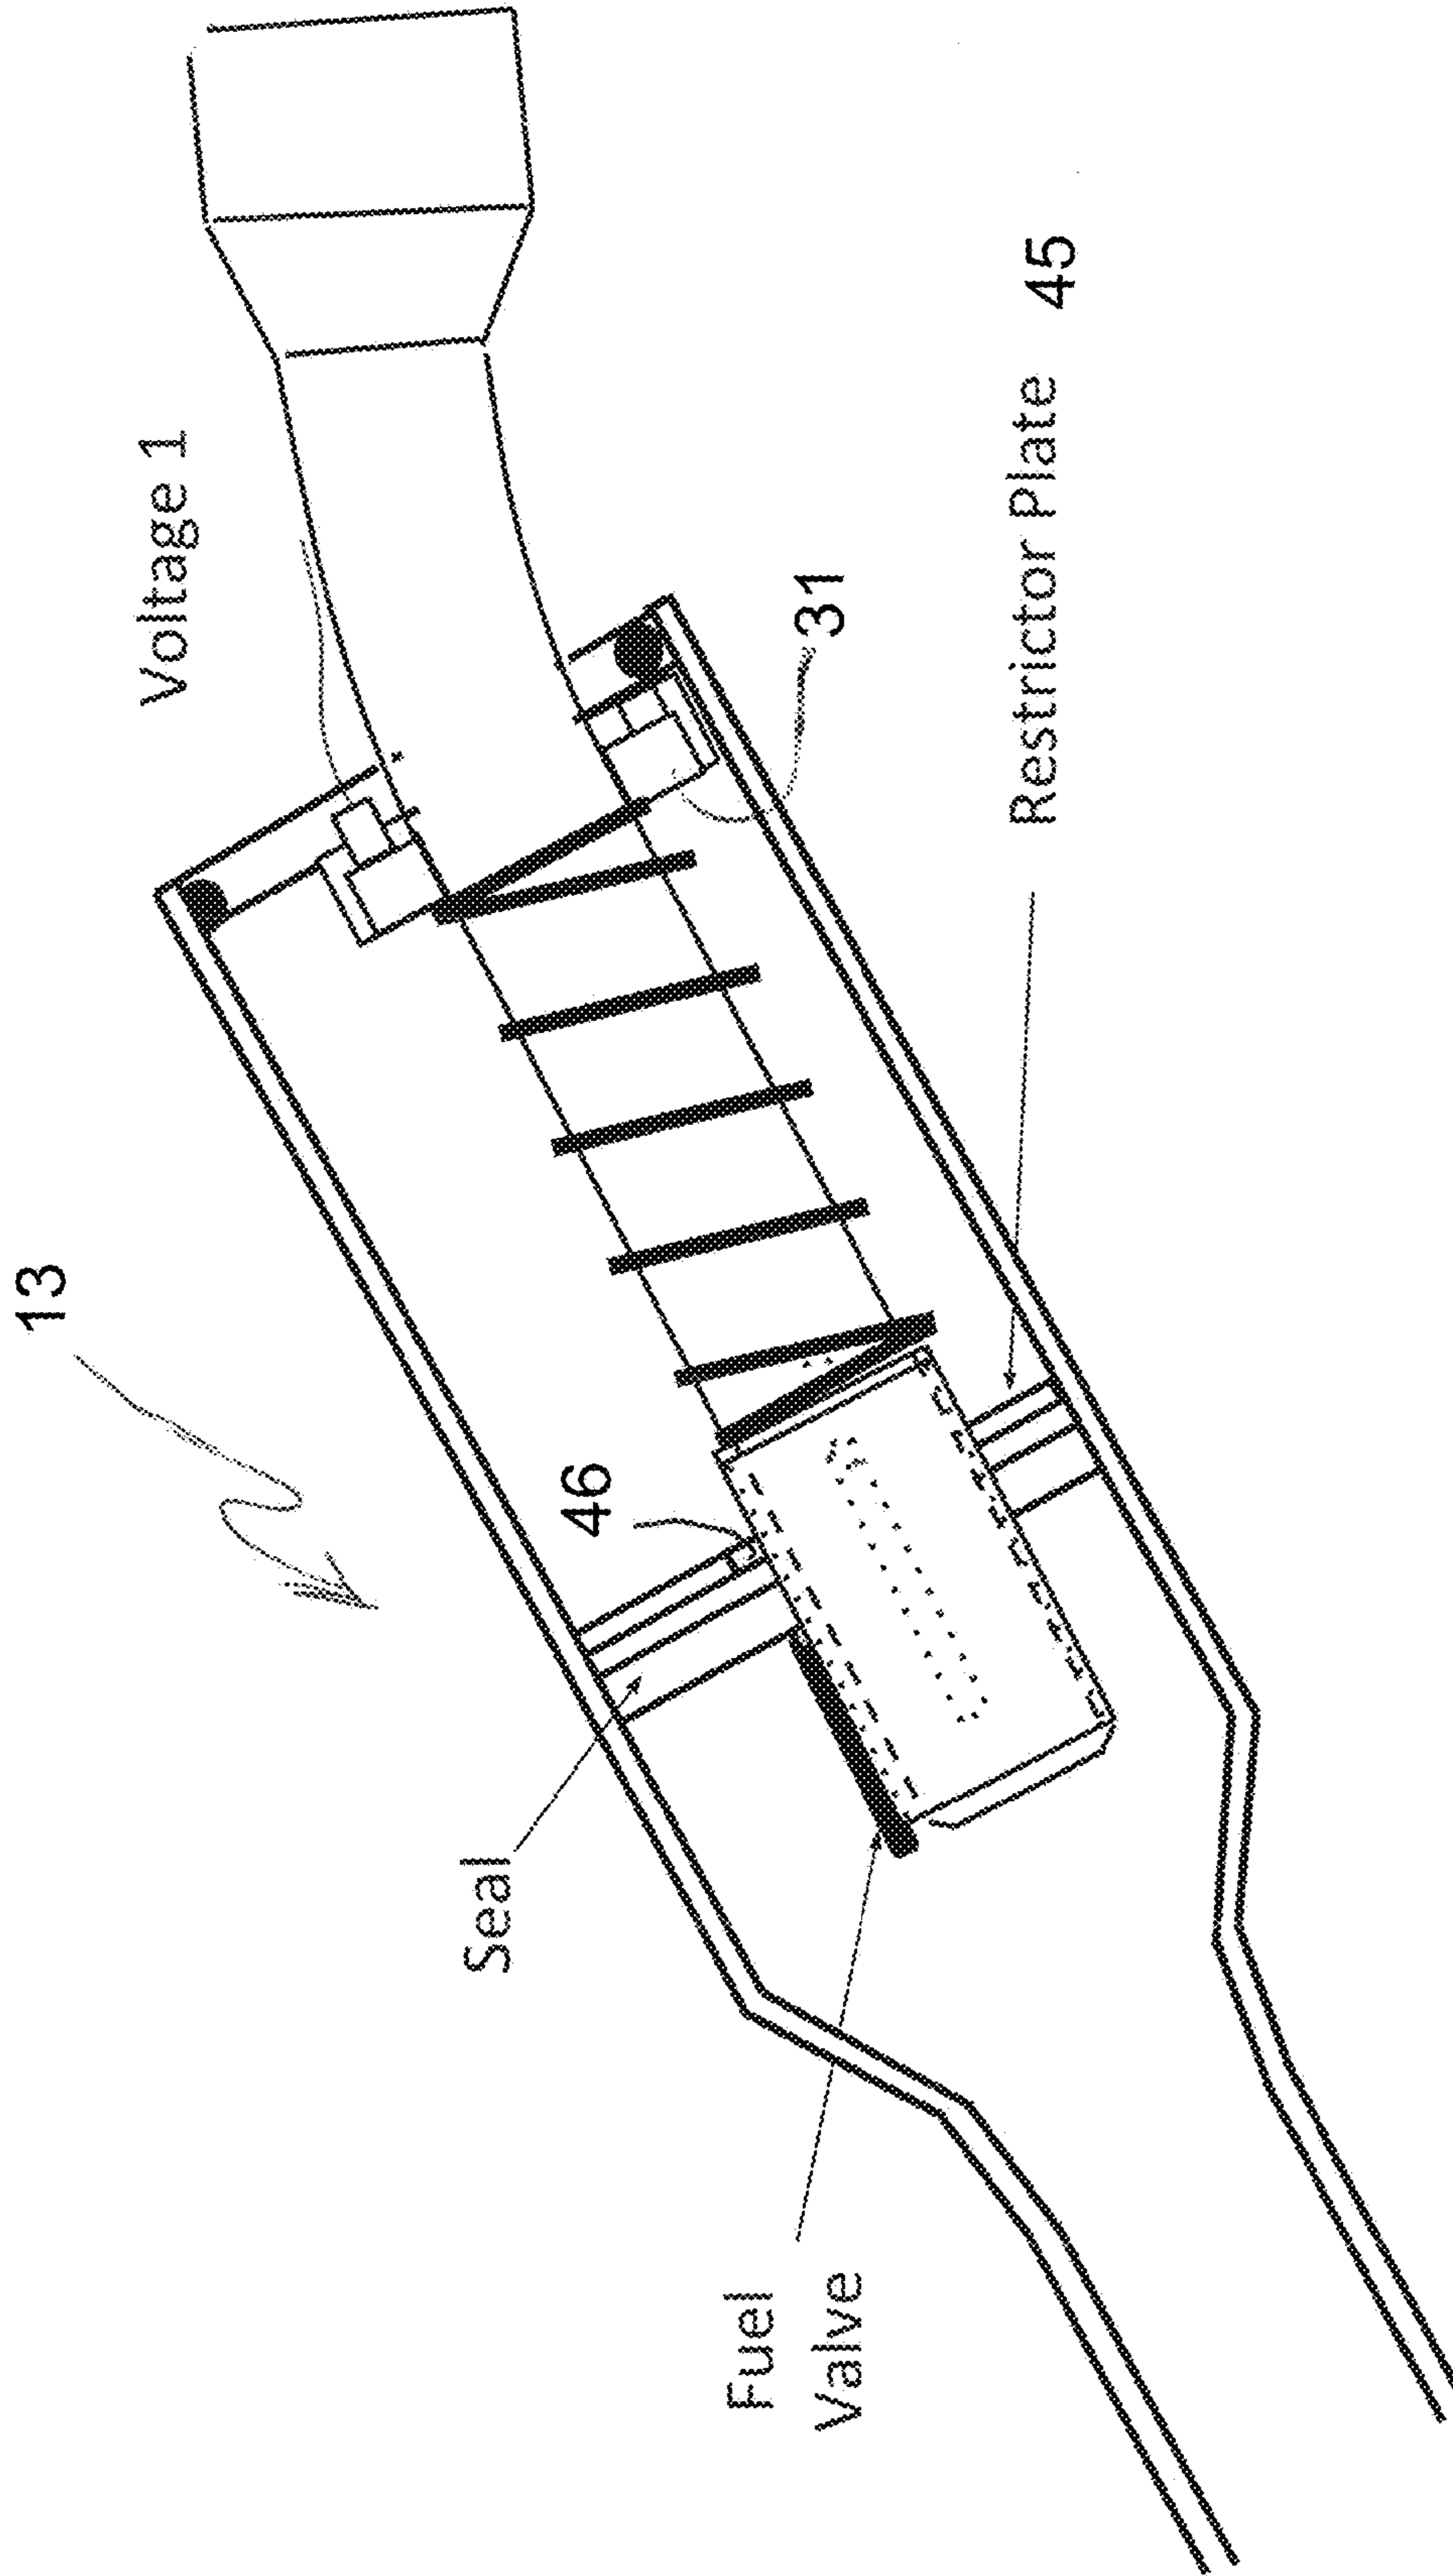 13
Voltage 1
46
Seal
31
Restrictor Plate 45
Fuel
Valve